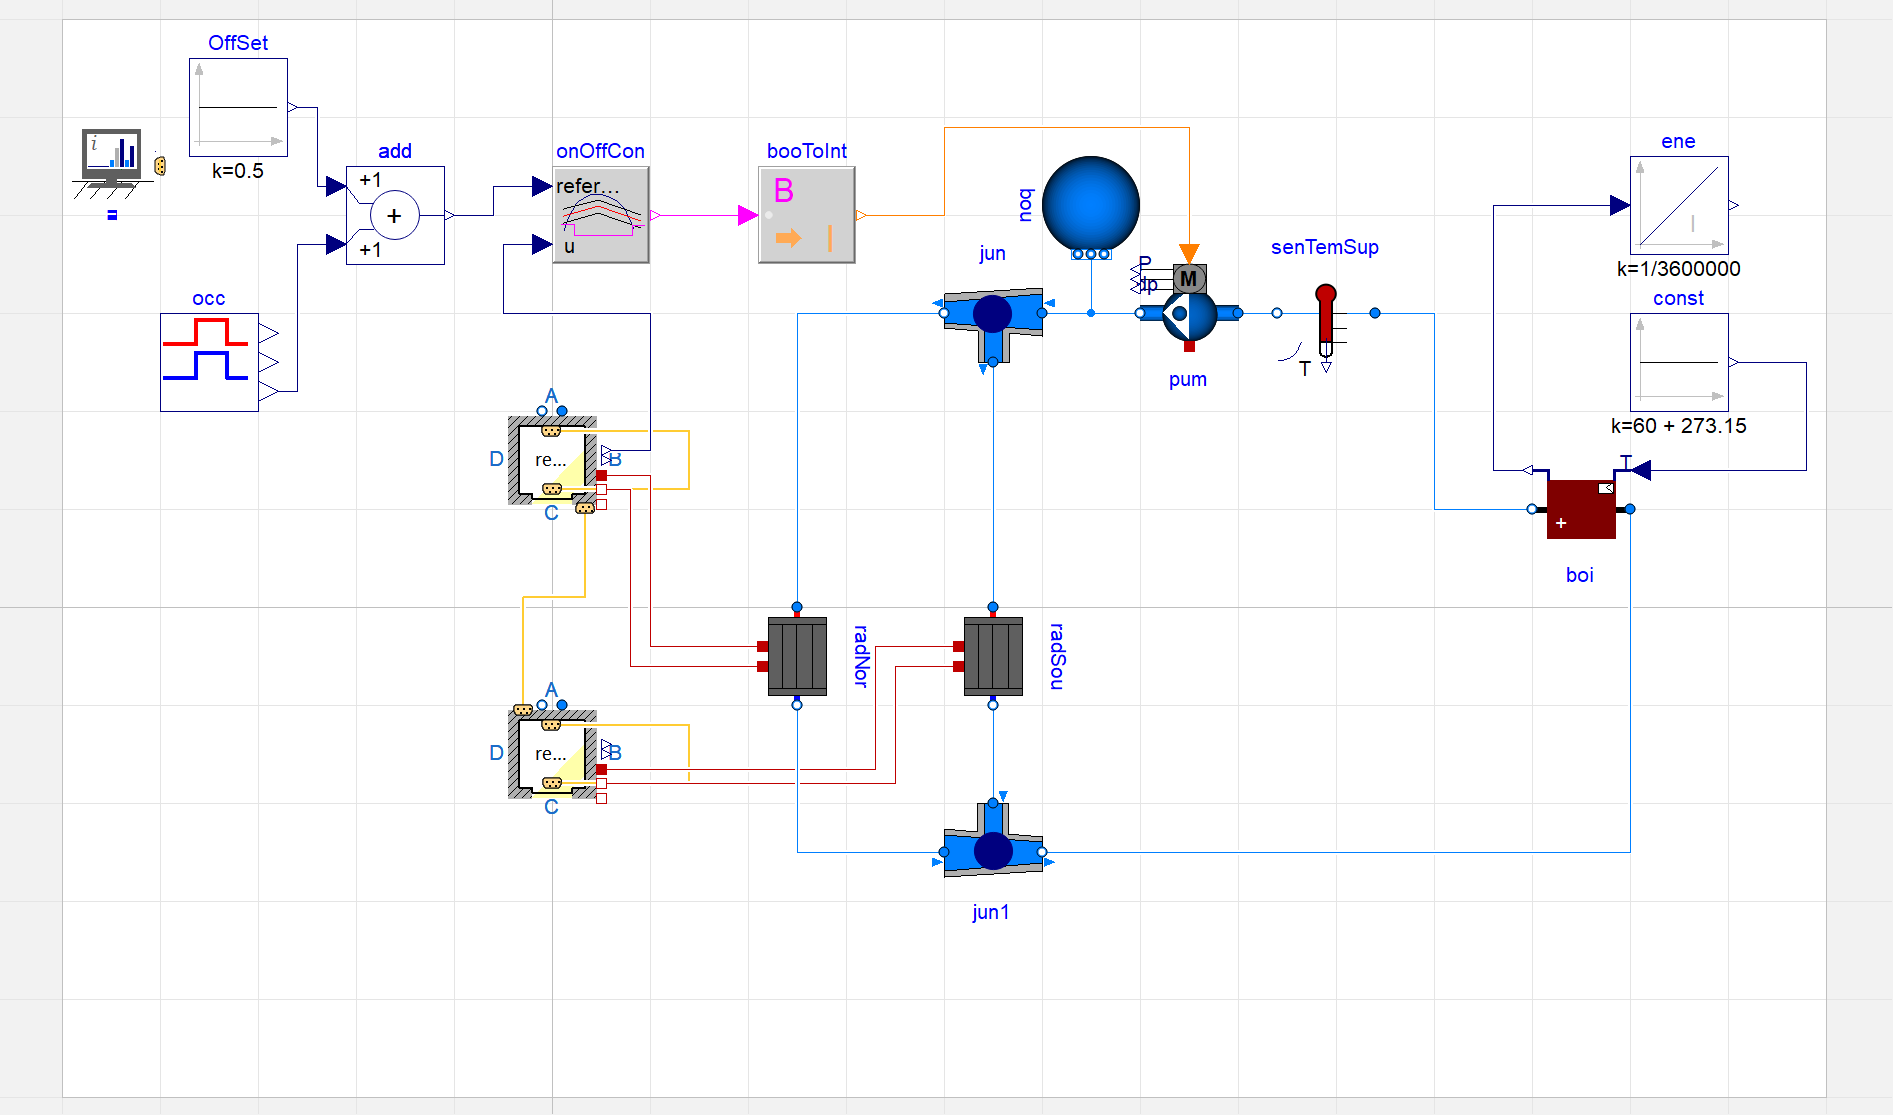 OffSet
k=0.5
i
add
+1
+
+1
onOffCon
refer...
u
booToInt
B
I
occ
bou
jun
P
dp
M
pum
senTemSup
T
ene
I
k=1/3600000
const
k=60 + 273.15
T
+
boi
A
D
re...
B
C
radNor
radSou
A
D
re...
B
C
jun1